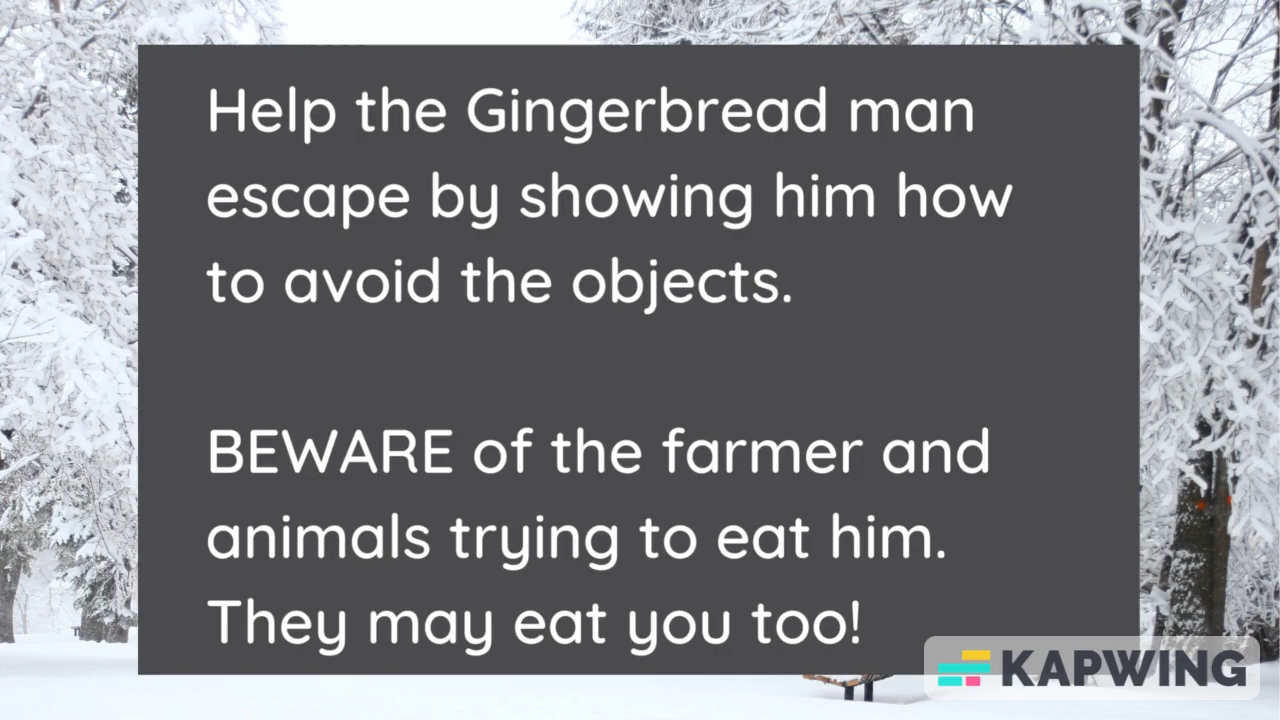 Help the Gingerbread man
escape by showing him how
to avoid the objects.
BEWARE of the farmer and
animals trying to eat him.
They may eat you too!
KAPWING